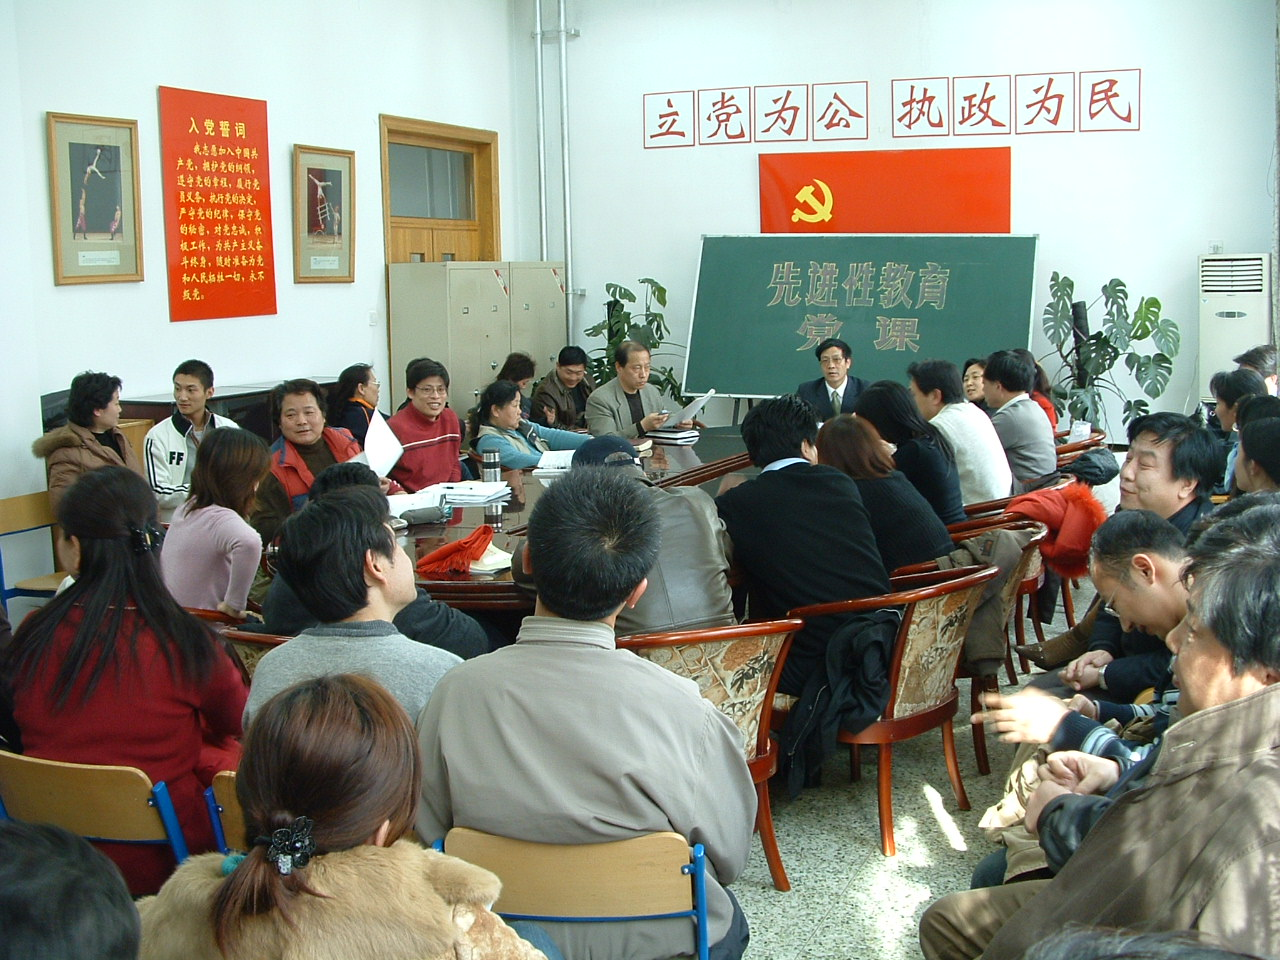 立党为公 执政为民
入党誓词
我志愿加入中国共
产党，拥护党的纲领，
遵守党的章程，履行党
员义务，执行党的决定，
严守党的纪律，保守党
的秘密，对党忠诚，积
极工作，为共产主义奋
斗终身，随时准备为党
和人民牺牲一切，永不
叛党。
先进性教育
党 课
FF